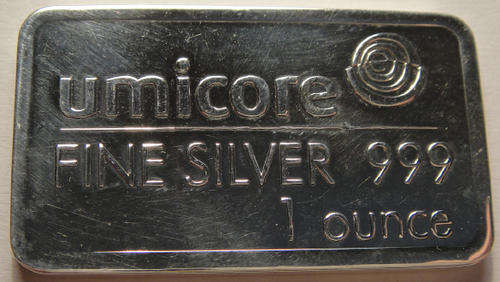 umicore
FINE SILVER 999
1 ounce